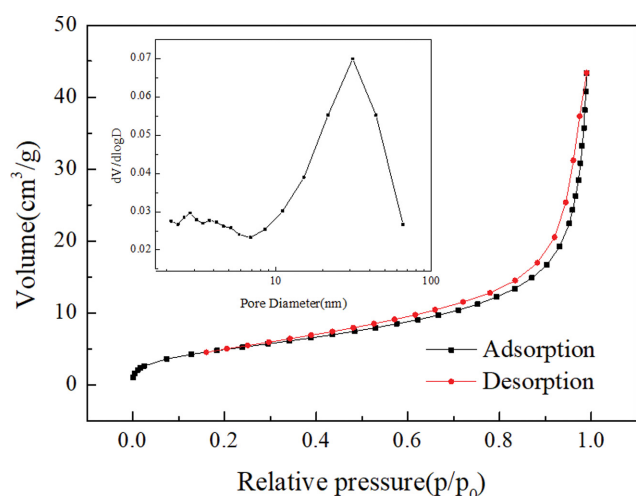 50
40
30
20
10
0
Volume(cm³/g)
0.0 0.2 0.4 0.6 0.8 1.0
Relative pressure(p/p₀)
0.07
0.06
0.05
0.04
0.03
0.02
dV/dlogD
10 100
Pore Diameter(nm)
Adsorption
Desorption